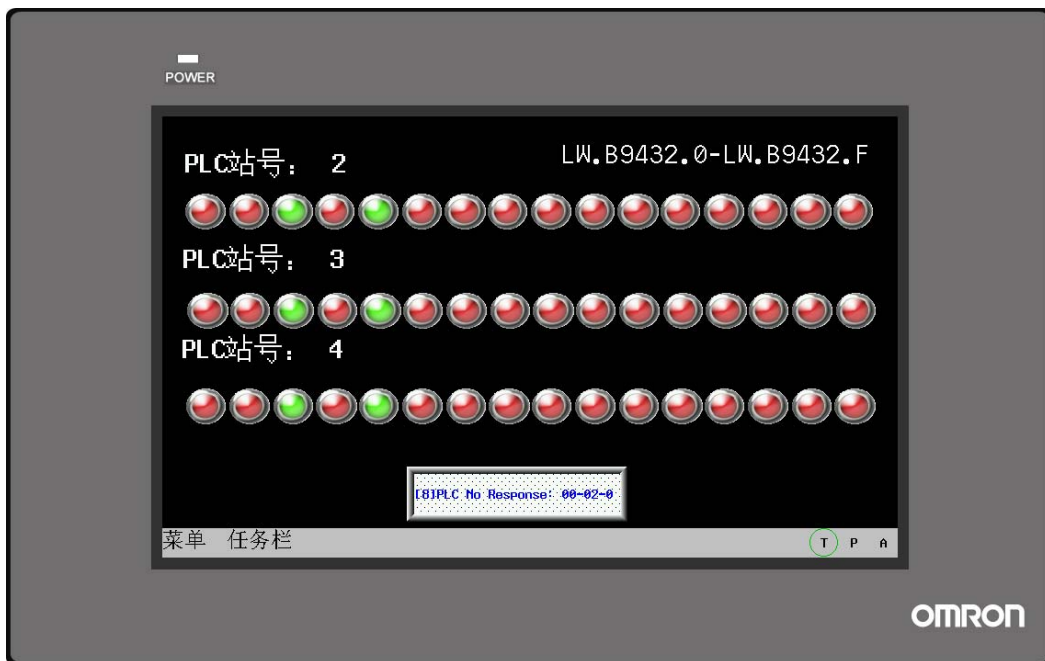 POWER
PLC站号： 2
LW.B9432.0-LW.B9432.F
PLC站号： 3
PLC站号： 4
[8]PLC No Response: 00-02-0
菜单 任务栏
T P A
OMRON